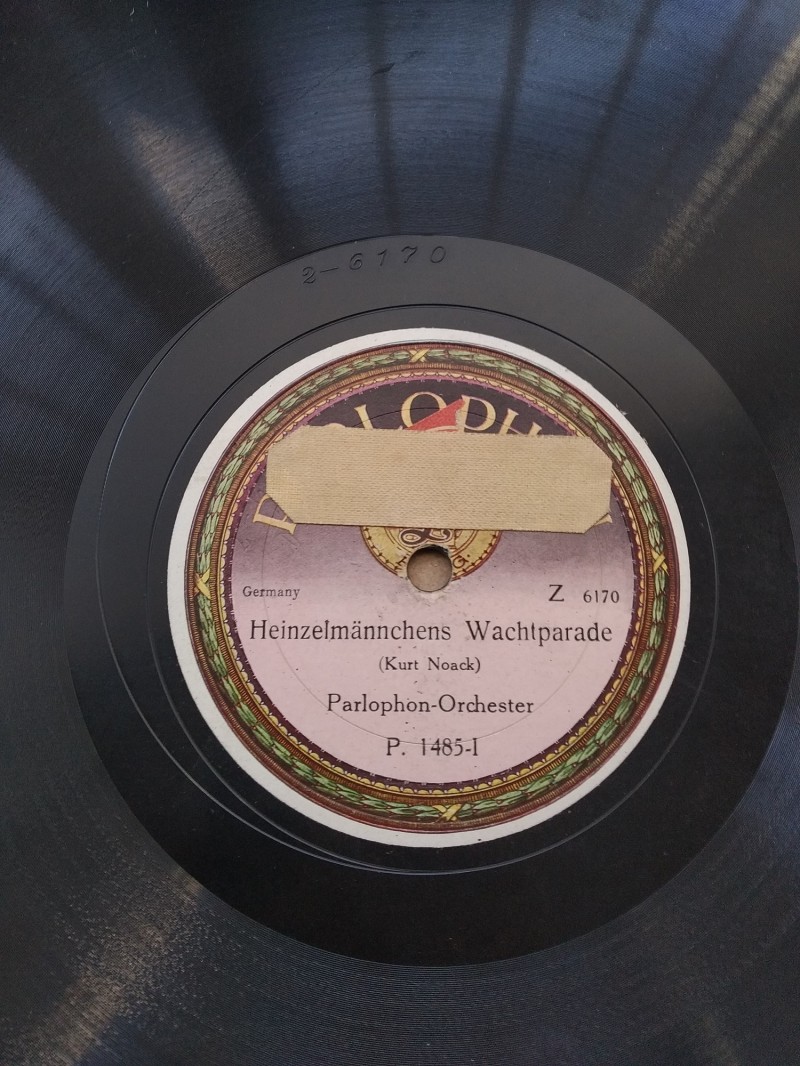 2-6170
Germany Z 6170
Heinzelmännchens Wachtparade
(Kurt Noack)
Parlophon-Orchester
P. 1485-I